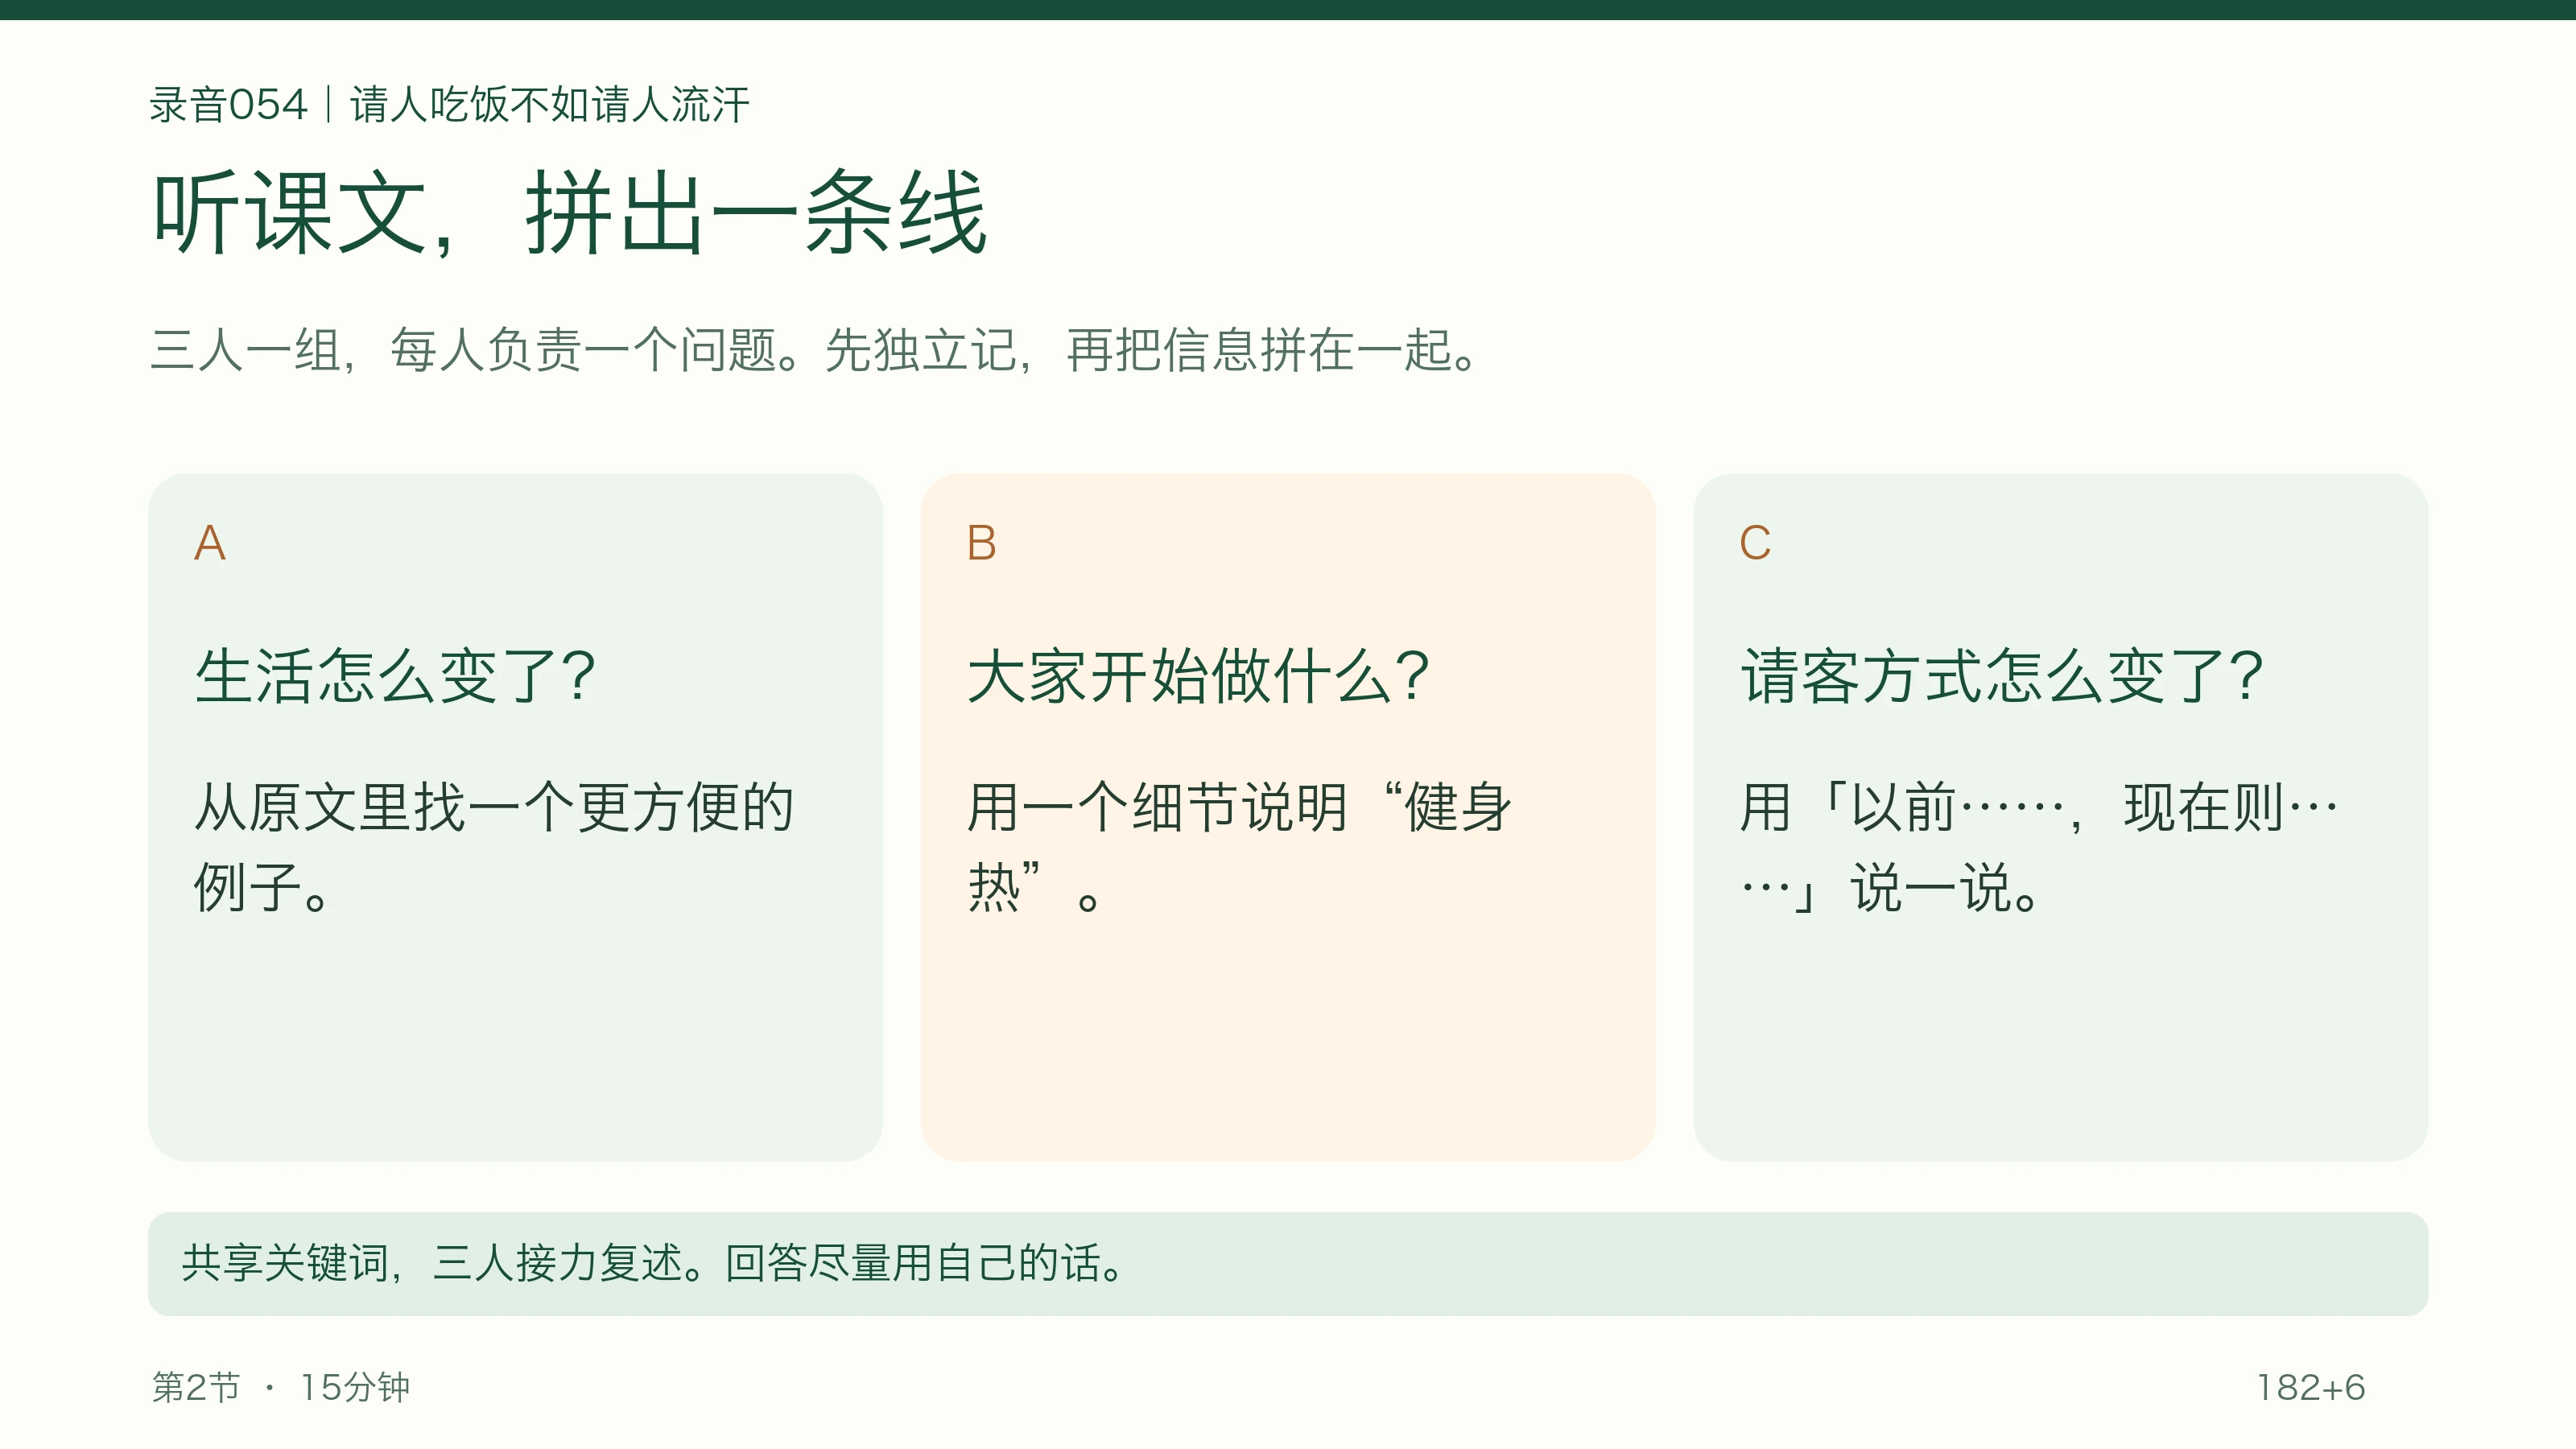 录音054｜请人吃饭不如请人流汗
听课文，拼出一条线
三人一组，每人负责一个问题。先独立记，再把信息拼在一起。
A
生活怎么变了？
从原文里找一个更方便的
例子。
B
大家开始做什么？
用一个细节说明“健身
热”。
C
请客方式怎么变了？
用「以前……，现在则…
…」说一说。
共享关键词，三人接力复述。回答尽量用自己的话。
第2节 · 15分钟
182+6